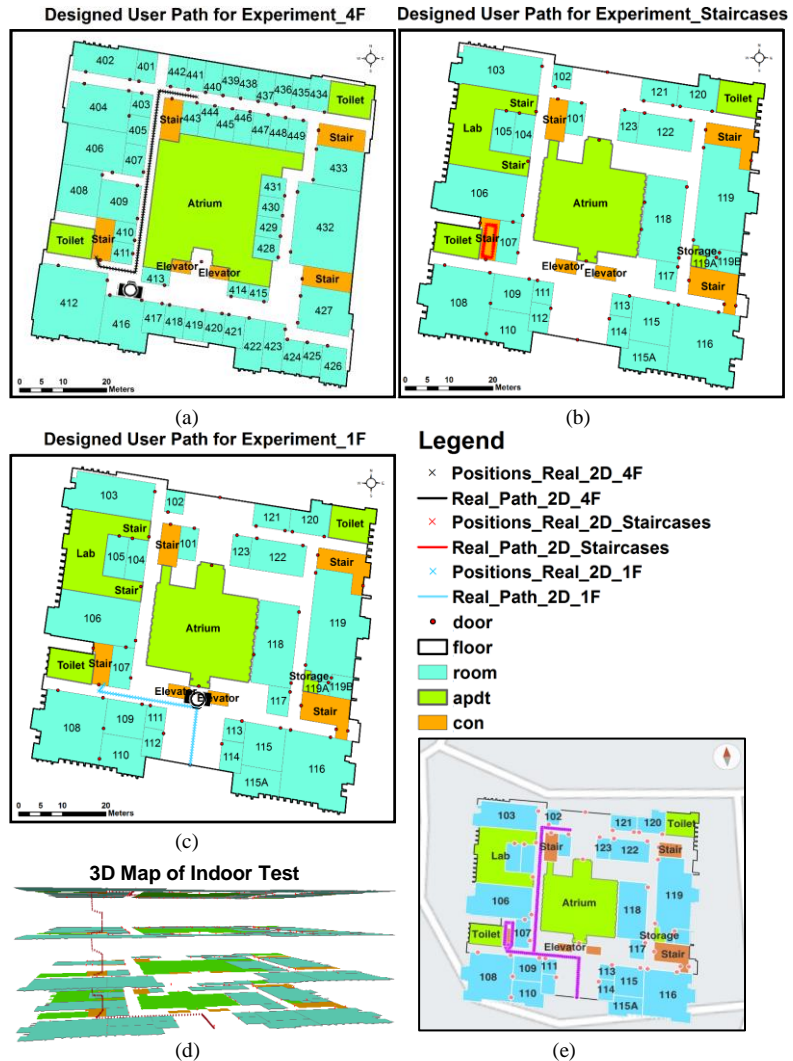 Designed User Path for Experiment_4F
402
401
442
441
440
439
438
437
436
435
434
Toilet
404
403
405
Stair
443
444
445
446
447
448
449
Stair
406
407
433
408
409
Atrium
431
430
429
428
432
Toilet
Stair
410
411
413
Elevator
Elevator
414
415
Stair
427
412
416
417
418
419
420
421
422
423
424
425
426
0 5 10 20
Meters
(a)
Designed User Path for Experiment_Staircases
103
102
121
120
Toilet
Lab
Stair
105
104
Stair
Stair
101
123
122
Stair
106
Atrium
118
119
Toilet
Stair
107
Elevator
Elevator
117
Storage
119A
119B
Stair
108
109
110
111
112
113
114
115
115A
116
0 5 10 20
Meters
(b)
Designed User Path for Experiment_1F
103
102
121
120
Toilet
Lab
Stair
105
104
Stair
Stair
101
123
122
Stair
106
Atrium
118
119
Toilet
Stair
107
Elevator
Elevator
117
Storage
119A
119B
Stair
108
109
110
111
112
113
114
115
115A
116
0 5 10 20
Meters
(c)
Legend
Positions_Real_2D_4F
Real_Path_2D_4F
Positions_Real_2D_Staircases
Real_Path_2D_Staircases
Positions_Real_2D_1F
Real_Path_2D_1F
door
floor
room
apdt
con
3D Map of Indoor Test
(d)
103
102
121
120
Toilet
Lab
Stair
123
122
Stair
106
Atrium
118
119
Toilet
107
Elevator
117
Storage
Stair
108
109
110
111
113
114
115
115A
116
(e)